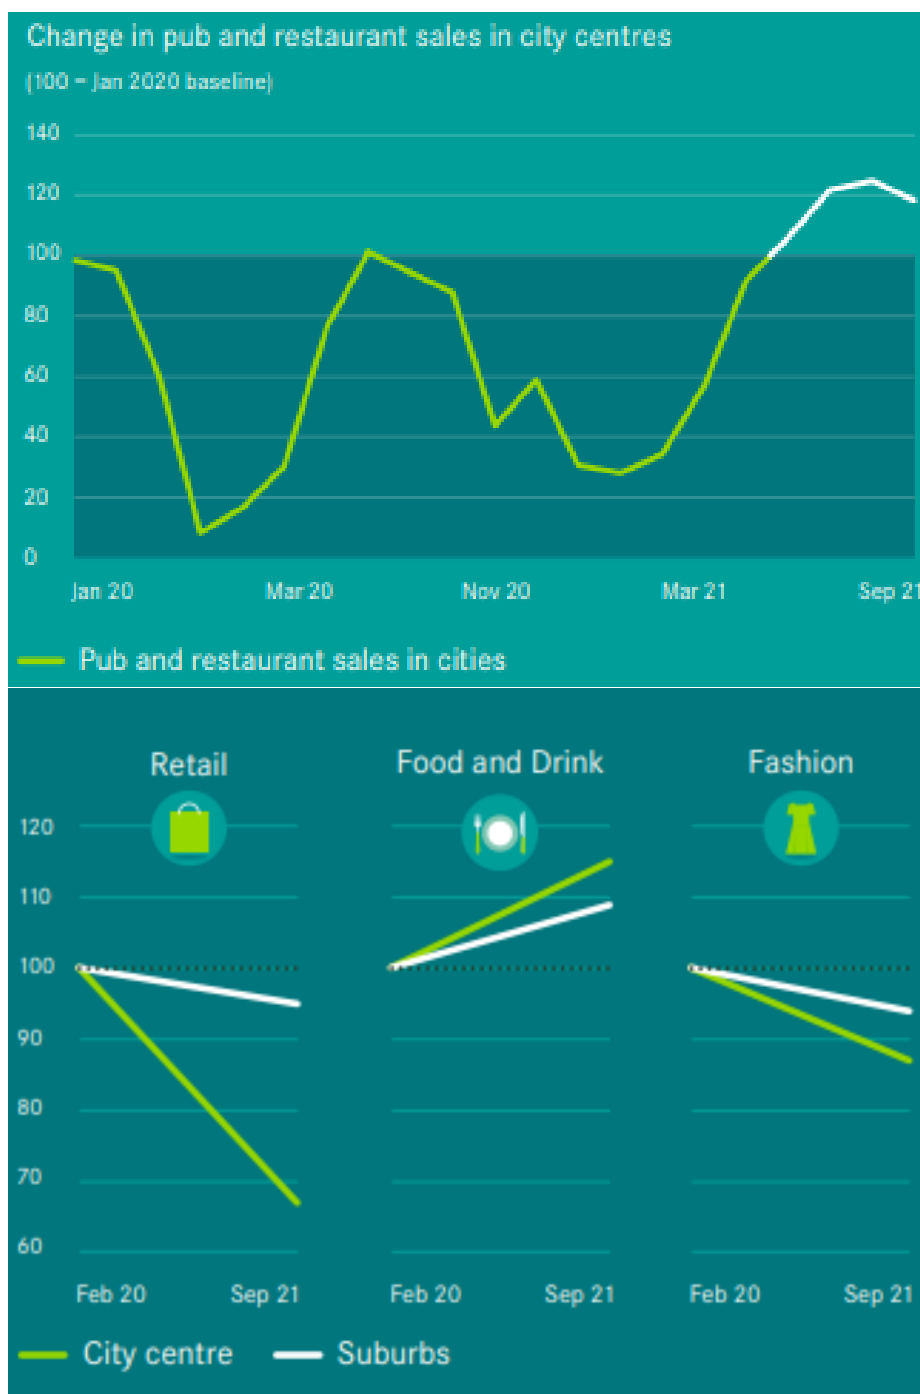 Change in pub and restaurant sales in city centres
(100 = Jan 2020 baseline)
140
120
100
80
60
40
20
0
Jan 20 Mar 20 Nov 20 Mar 21 Sep 21
Pub and restaurant sales in cities
Retail Food and Drink Fashion
120
110
100
90
80
70
60
Feb 20 Sep 21 Feb 20 Sep 21 Feb 20 Sep 21
City centre Suburbs